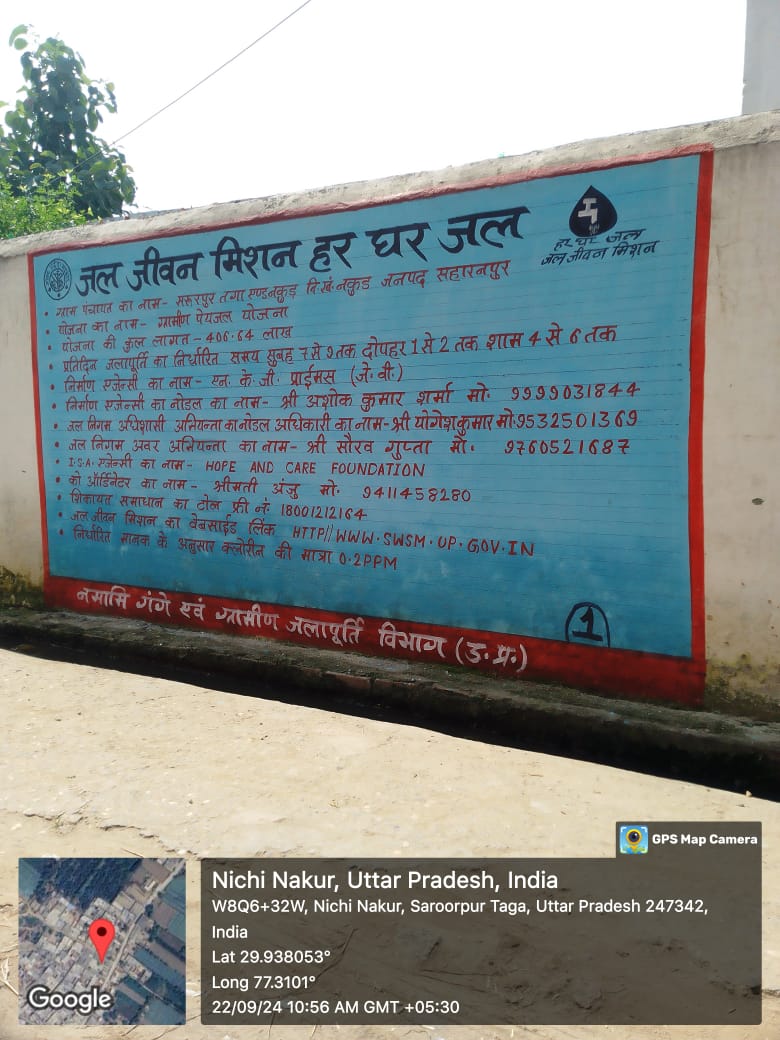 जल जीवन मिशन हर घर जल
हर घर जल
जल जीवन मिशन
• ग्राम पंचायत का नाम- सरूरपुर तगा एण्डनकुड़ वि.खं.नकुड़ जनपद सहारनपुर
• योजना का नाम- ग्रामीण पेयजल योजना
• योजना की कुल लागत - 406.64 लाख
• प्रतिदिन जलापूर्ति का निर्धारित समय सुबह 7 से 9 तक दोपहर 1 से 2 तक शाम 4 से 6 तक
• निर्माण एजेन्सी का नाम- एन. के. जी. प्राईमस (जे. वी.)
• निर्माण एजेन्सी का नोडल का नाम- श्री अशोक कुमार शर्मा मो. 9999031844
• जल निगम अधिशासी अभियन्ता का नोडल अधिकारी का नाम-श्री योगेश कुमार मो.9532501369
• जल निगम अवर अभियन्ता का नाम- श्री सौरव गुप्ता मो. 9760521687
• I.S.A. एजेन्सी का नाम- HOPE AND CARE FOUNDATION
• को ऑर्डिनेटर का नाम- श्रीमती अंजु मो. 9411458280
• शिकायत समाधान का टोल फ्री नं. 18001212164
• जल जीवन मिशन का वेबसाईड लिंक HTTP//WWW.SWSM.UP.GOV.IN
• निर्धारित मानक के अनुसार क्लोरीन की मात्रा 0.2PPM
1
नमामि गंगे एवं ग्रामीण जलापूर्ति विभाग (उ.प्र.)
GPS Map Camera
Nichi Nakur, Uttar Pradesh, India
W8Q6+32W, Nichi Nakur, Saroorpur Taga, Uttar Pradesh 247342,
India
Lat 29.938053°
Long 77.3101°
22/09/24 10:56 AM GMT +05:30
Google